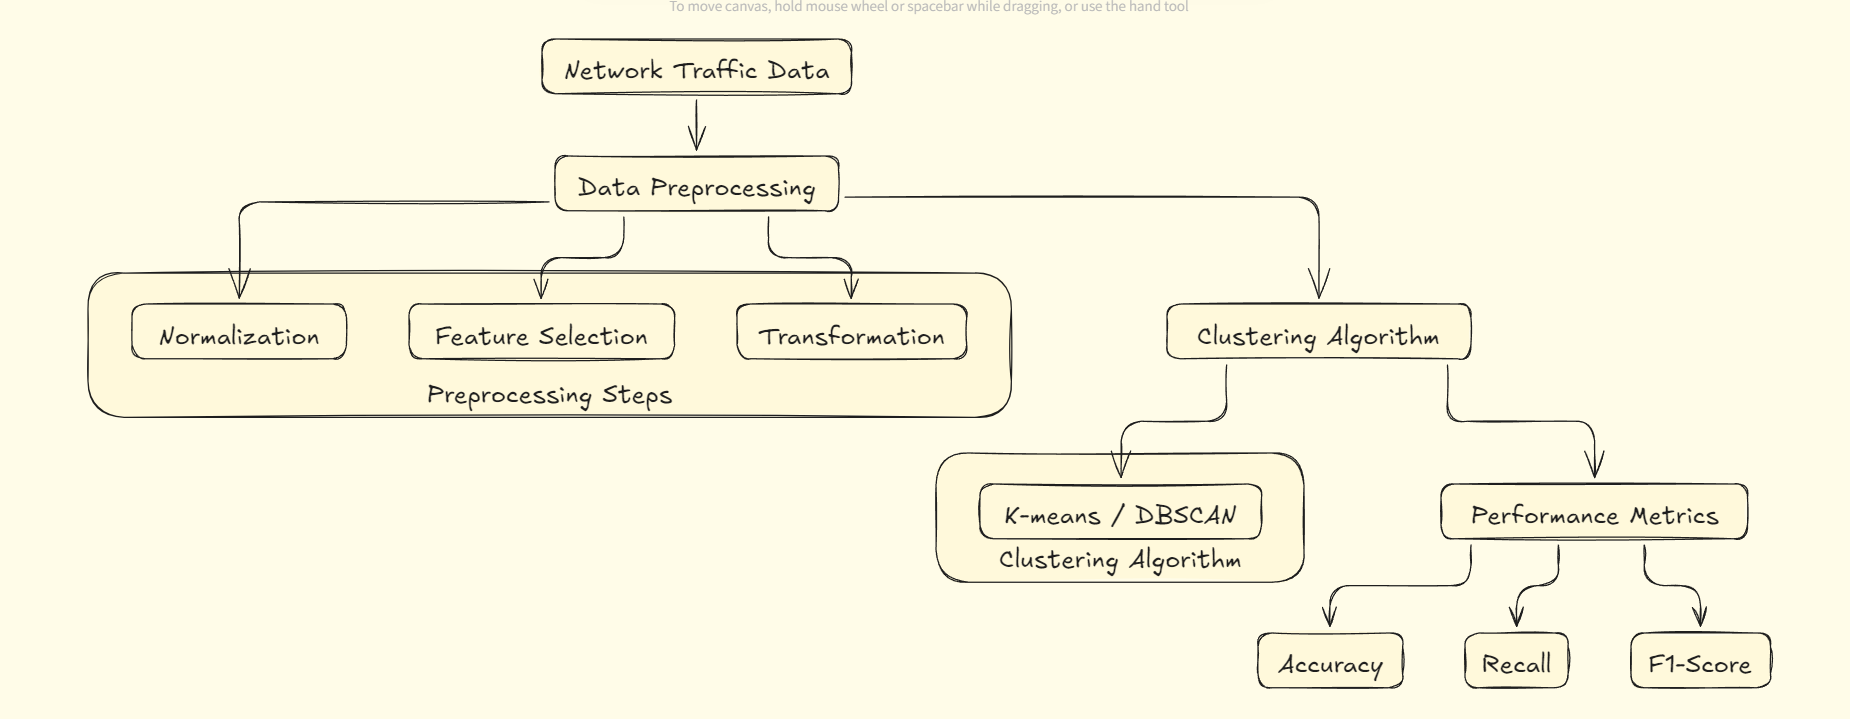 To move canvas, hold mouse wheel or spacebar while dragging, or use the hand tool
Network Traffic Data
Data Preprocessing
Normalization
Feature Selection
Transformation
Preprocessing Steps
Clustering Algorithm
K-means / DBSCAN
Clustering Algorithm
Performance Metrics
Accuracy
Recall
F1-Score